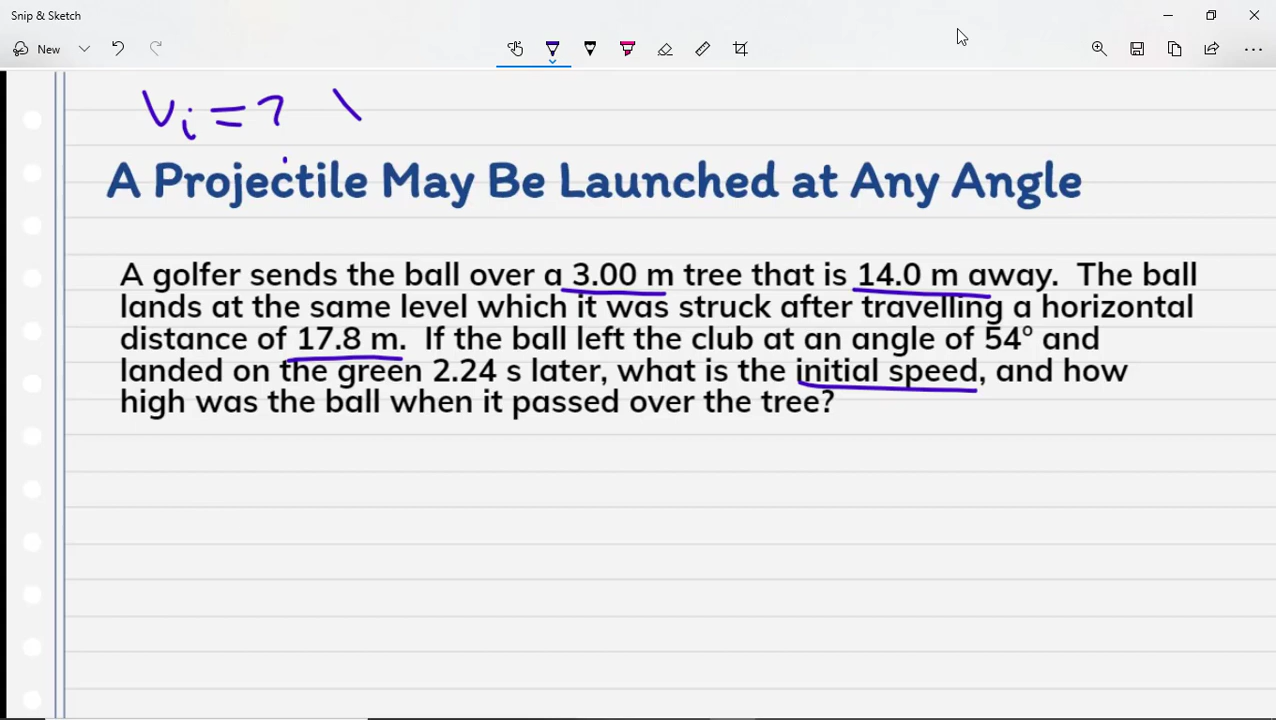 Snip & Sketch
New
Vi = ?
A Projectile May Be Launched at Any Angle
A golfer sends the ball over a 3.00 m tree that is 14.0 m away. The ball
lands at the same level which it was struck after travelling a horizontal
distance of 17.8 m. If the ball left the club at an angle of 54º and
landed on the green 2.24 s later, what is the initial speed, and how
high was the ball when it passed over the tree?